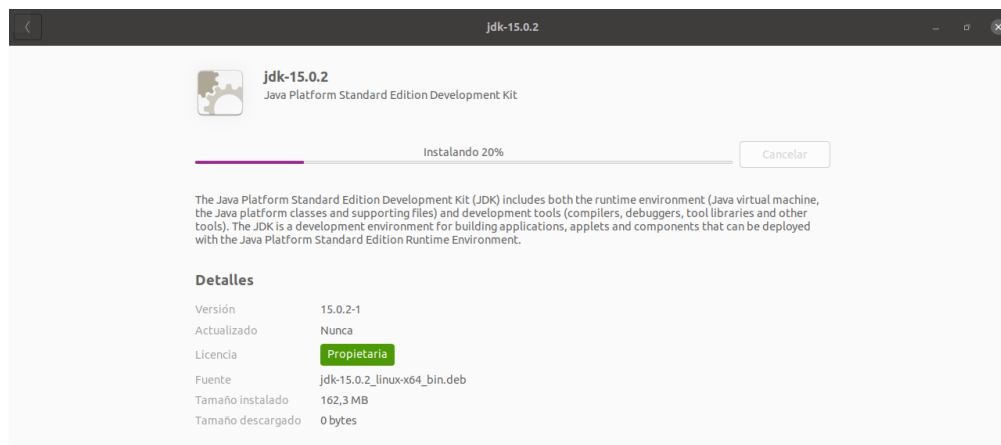 jdk-15.0.2
jdk-15.0.2
Java Platform Standard Edition Development Kit
Instalando 20%
Cancelar
The Java Platform Standard Edition Development Kit (JDK) includes both the runtime environment (Java virtual machine,
the Java platform classes and supporting files) and development tools (compilers, debuggers, tool libraries and other
tools). The JDK is a development environment for building applications, applets and components that can be deployed
with the Java Platform Standard Edition Runtime Environment.
Detalles
Versión 15.0.2-1
Actualizado Nunca
Licencia Propietaria
Fuente jdk-15.0.2_linux-x64_bin.deb
Tamaño instalado 162,3 MB
Tamaño descargado 0 bytes